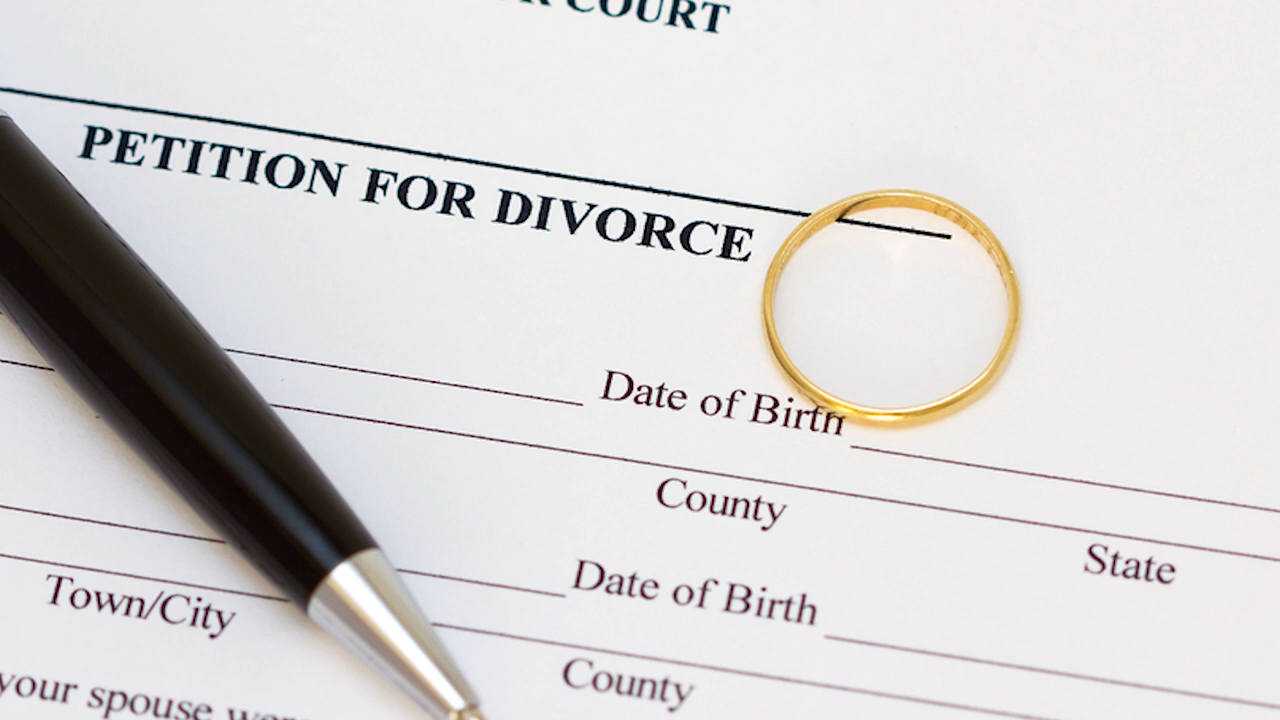 COURT
PETITION FOR DIVORCE
Date of Birth
County State
Date of Birth
Town/City County
your spouse